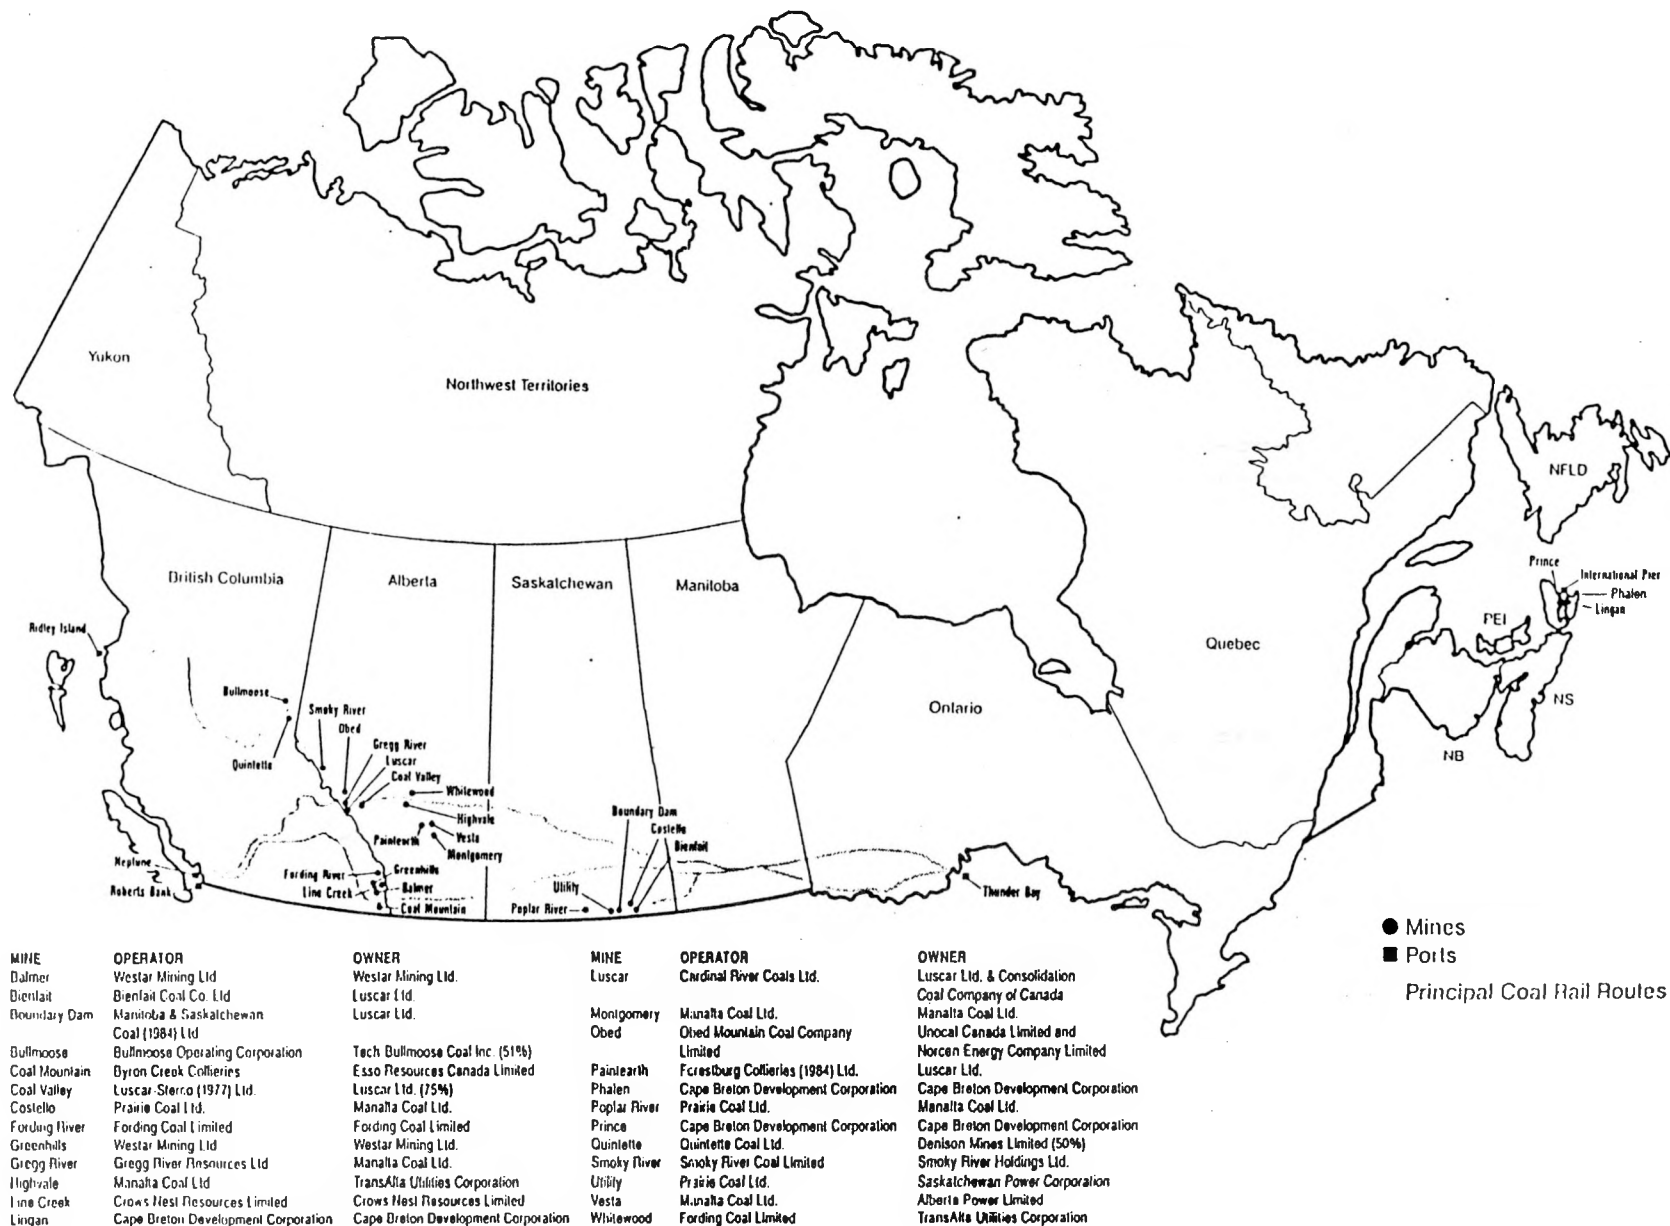 Yukon
Northwest Territories
British Columbia
Alberta
Saskatchewan
Manitoba
Ontario
Quebec
NFLD
PEI
NS
NB
Prince
International Pier
Phalen
Lingan
Ridley Island
Bullmoose
Quintette
Smoky River
Obed
Gregg River
Luscar
Coal Valley
Whitewood
Highvale
Paintearth
Vesta
Montgomery
Boundary Dam
Costello
Bienfait
Utility
Poplar River
Neptune
Roberts Bank
Fording River
Greenhills
Line Creek
Balmer
Coal Mountain
Thunder Bay
Mines
Ports
Principal Coal Rail Routes
MINE OPERATOR OWNER
Balmer Westar Mining Ltd Westar Mining Ltd.
Bienfait Bienfait Coal Co. Ltd Luscar Ltd.
Boundary Dam Manitoba & Saskatchewan Luscar Ltd.
Coal (1984) Ltd
Bullmoose Bullmoose Operating Corporation Teck Bullmoose Coal Inc. (51%)
Coal Mountain Byron Creek Collieries Esso Resources Canada Limited
Coal Valley Luscar-Sterco (1977) Ltd. Luscar Ltd. (75%)
Costello Prairie Coal Ltd. Manalta Coal Ltd.
Fording River Fording Coal Limited Fording Coal Limited
Greenhills Westar Mining Ltd Westar Mining Ltd.
Gregg River Gregg River Resources Ltd Manalta Coal Ltd.
Highvale Manalta Coal Ltd TransAlta Utilities Corporation
Line Creek Crows Nest Resources Limited Crows Nest Resources Limited
Lingan Cape Breton Development Corporation Cape Breton Development Corporation
MINE OPERATOR OWNER
Luscar Cardinal River Coals Ltd. Luscar Ltd. & Consolidation
Coal Company of Canada
Montgomery Manalta Coal Ltd. Manalta Coal Ltd.
Obed Obed Mountain Coal Company Unocal Canada Limited and
Limited Norcen Energy Company Limited
Paintearth Forestburg Collieries (1984) Ltd. Luscar Ltd.
Phalen Cape Breton Development Corporation Cape Breton Development Corporation
Poplar River Prairie Coal Ltd. Manalta Coal Ltd.
Prince Cape Breton Development Corporation Cape Breton Development Corporation
Quintette Quintette Coal Ltd. Denison Mines Limited (50%)
Smoky River Smoky River Coal Limited Smoky River Holdings Ltd.
Utility Prairie Coal Ltd. Saskatchewan Power Corporation
Vesta Manalta Coal Ltd. Alberta Power Limited
Whitewood Fording Coal Limited TransAlta Utilities Corporation